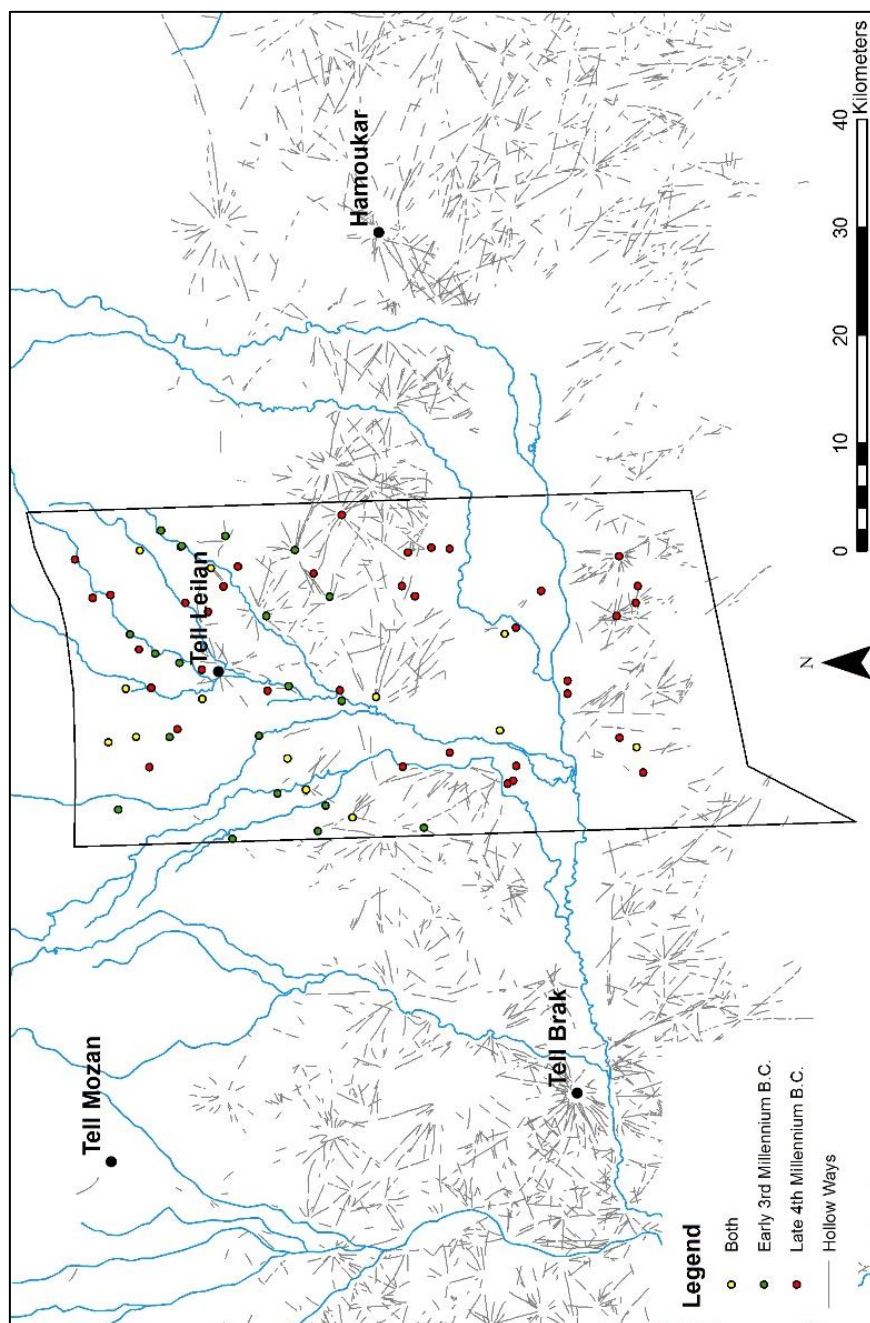 Tell Mozan
Tell Leilan
Hamoukar
Tell Brak
Legend
Both
Early 3rd Millennium B.C.
Late 4th Millennium B.C.
Hollow Ways
N
0 10 20 30 40
Kilometers